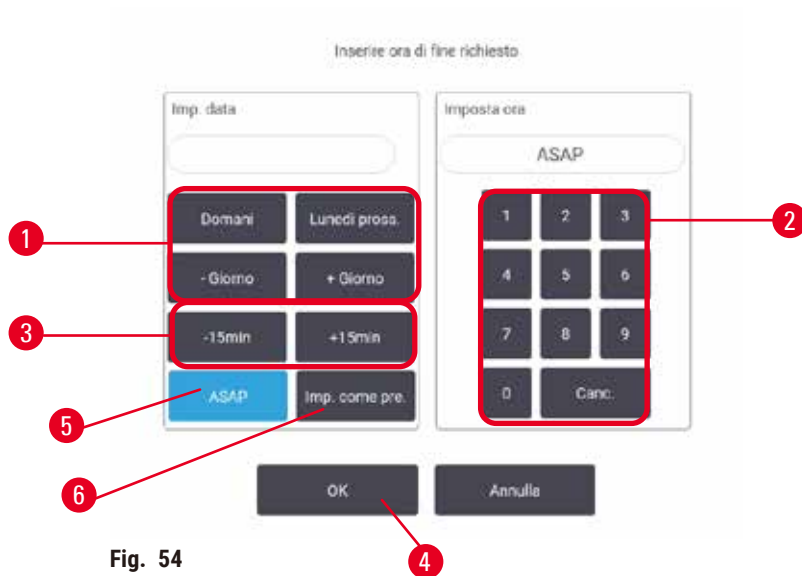 Inserire ora di fine richiesto
Imp. data
Imposta ora
ASAP
Domani
Lunedì pross.
- Giorno
+ Giorno
-15min
+15min
ASAP
Imp. come pre.
1 2 3
4 5 6
7 8 9
0 Canc.
OK
Annulla
1
2
3
5
6
4
Fig. 54